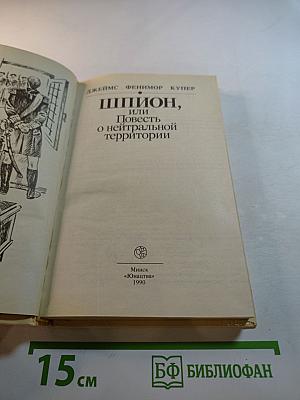 ДЖЕЙМС ФЕНИМОР КУПЕР
ШПИОН,
или
Повесть
о нейтральной
территории
Минск
«Юнацтва»
1990
15 см
БФ БИБЛИОФАН